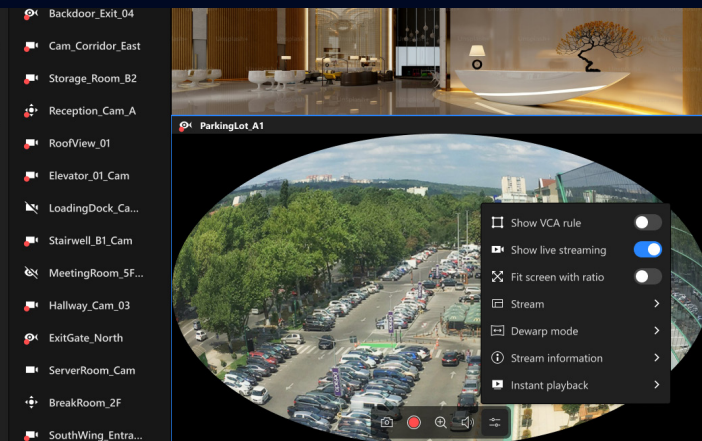 Backdoor_Exit_04
Cam_Corridor_East
Storage_Room_B2
Reception_Cam_A
RoofView_01
Elevator_01_Cam
LoadingDock_Ca...
Stairwell_B1_Cam
MeetingRoom_5F...
Hallway_Cam_03
ExitGate_North
ServerRoom_Cam
BreakRoom_2F
SouthWing_Entra...
ParkingLot_A1
Show VCA rule
Show live streaming
Fit screen with ratio
Stream
Dewarp mode
Stream information
Instant playback